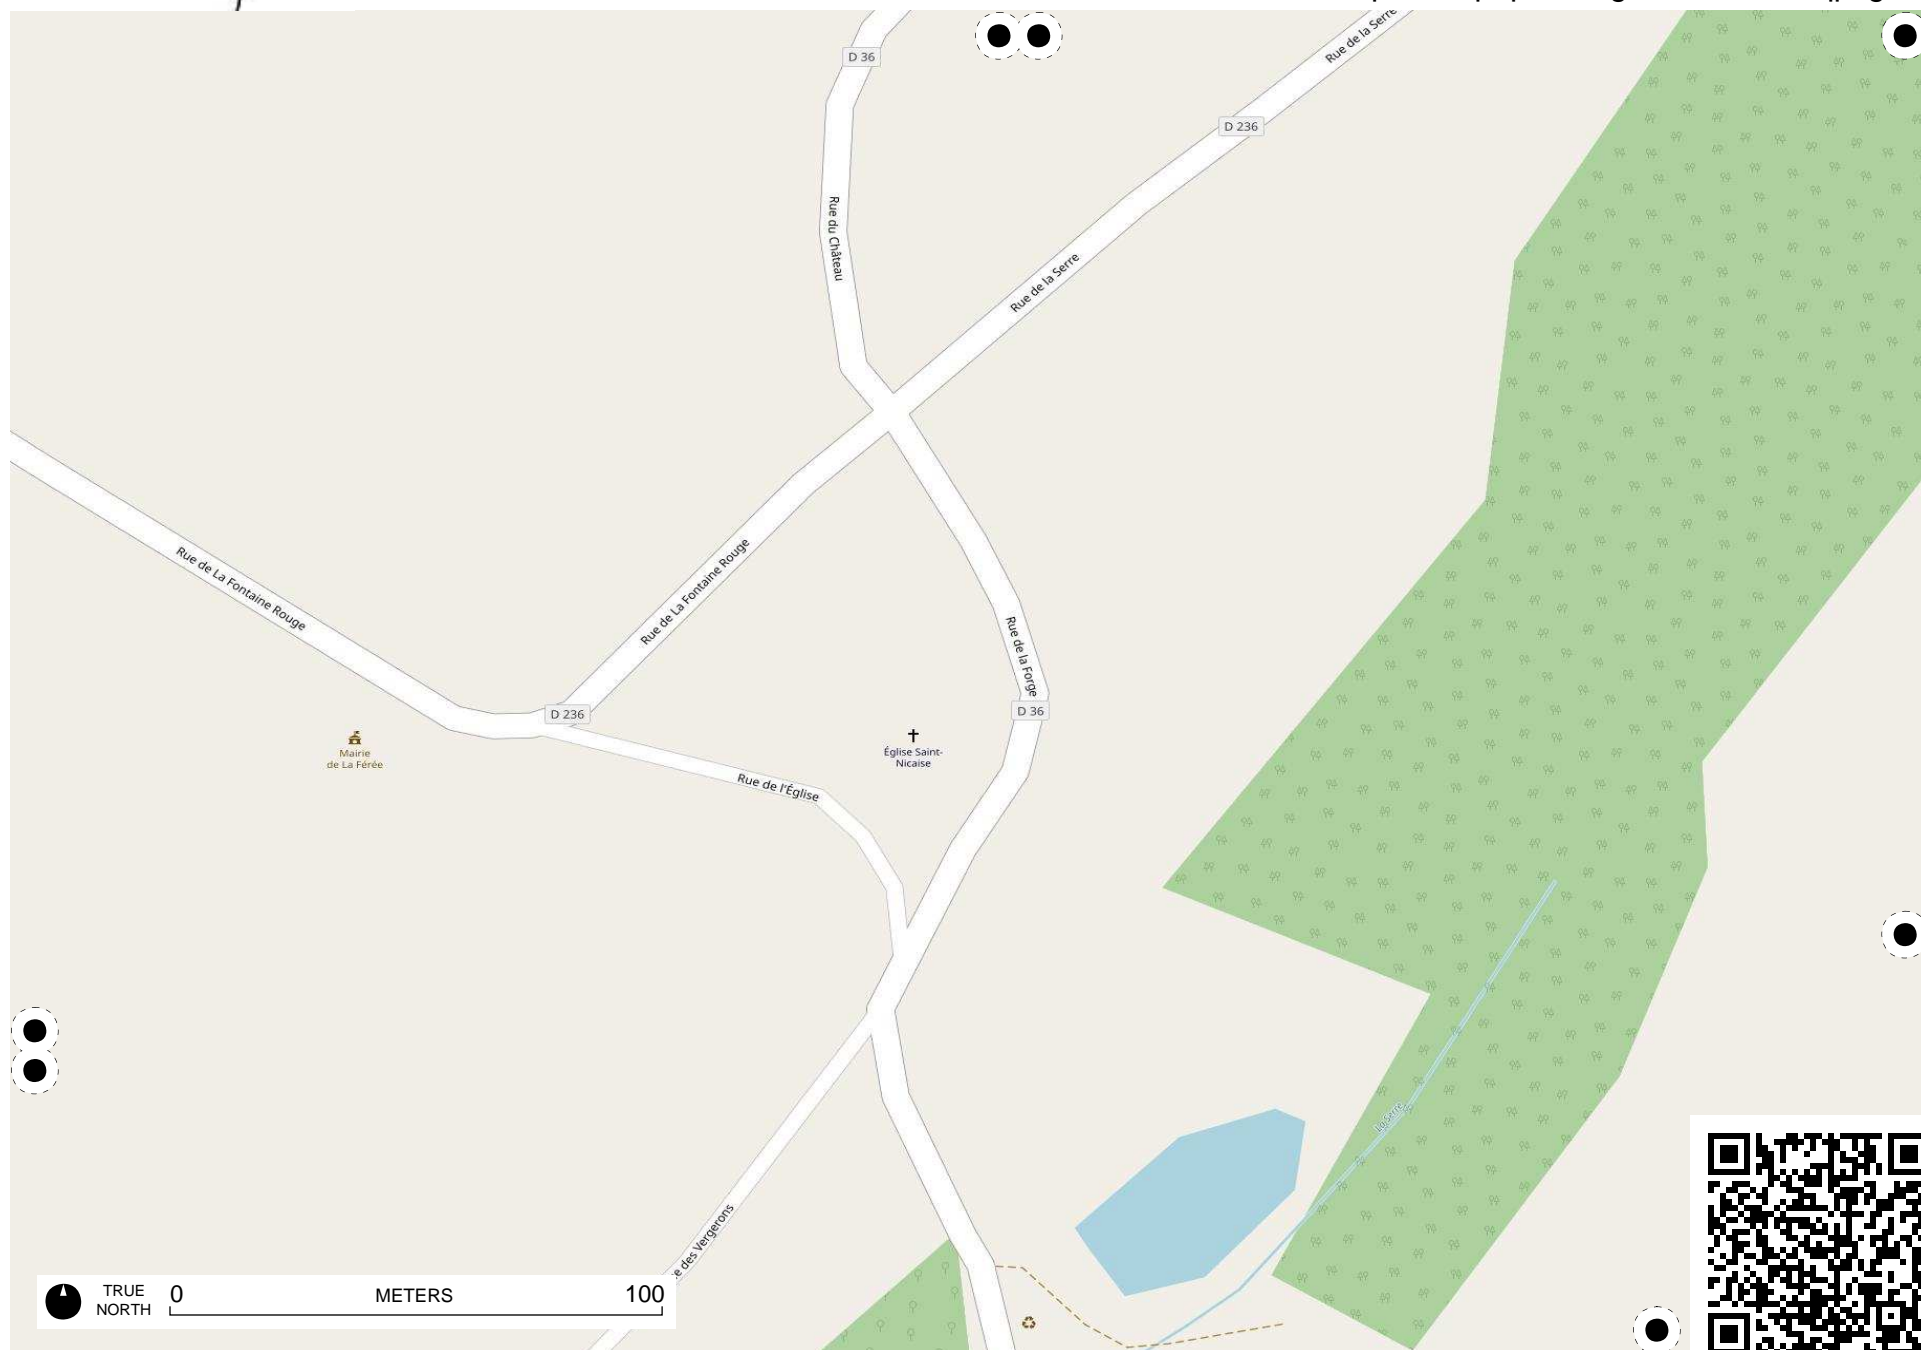 Rue de la Serre
D 36
D 236
Rue du Château
Rue de la Serre
Rue de La Fontaine Rouge
Rue de La Fontaine Rouge
Rue de la Forge
D 236
D 36
Mairie
de La Férée
Église Saint-
Nicaise
Rue de l'Église
La Serre
e des Vergerons
TRUE
NORTH
0
METERS
100